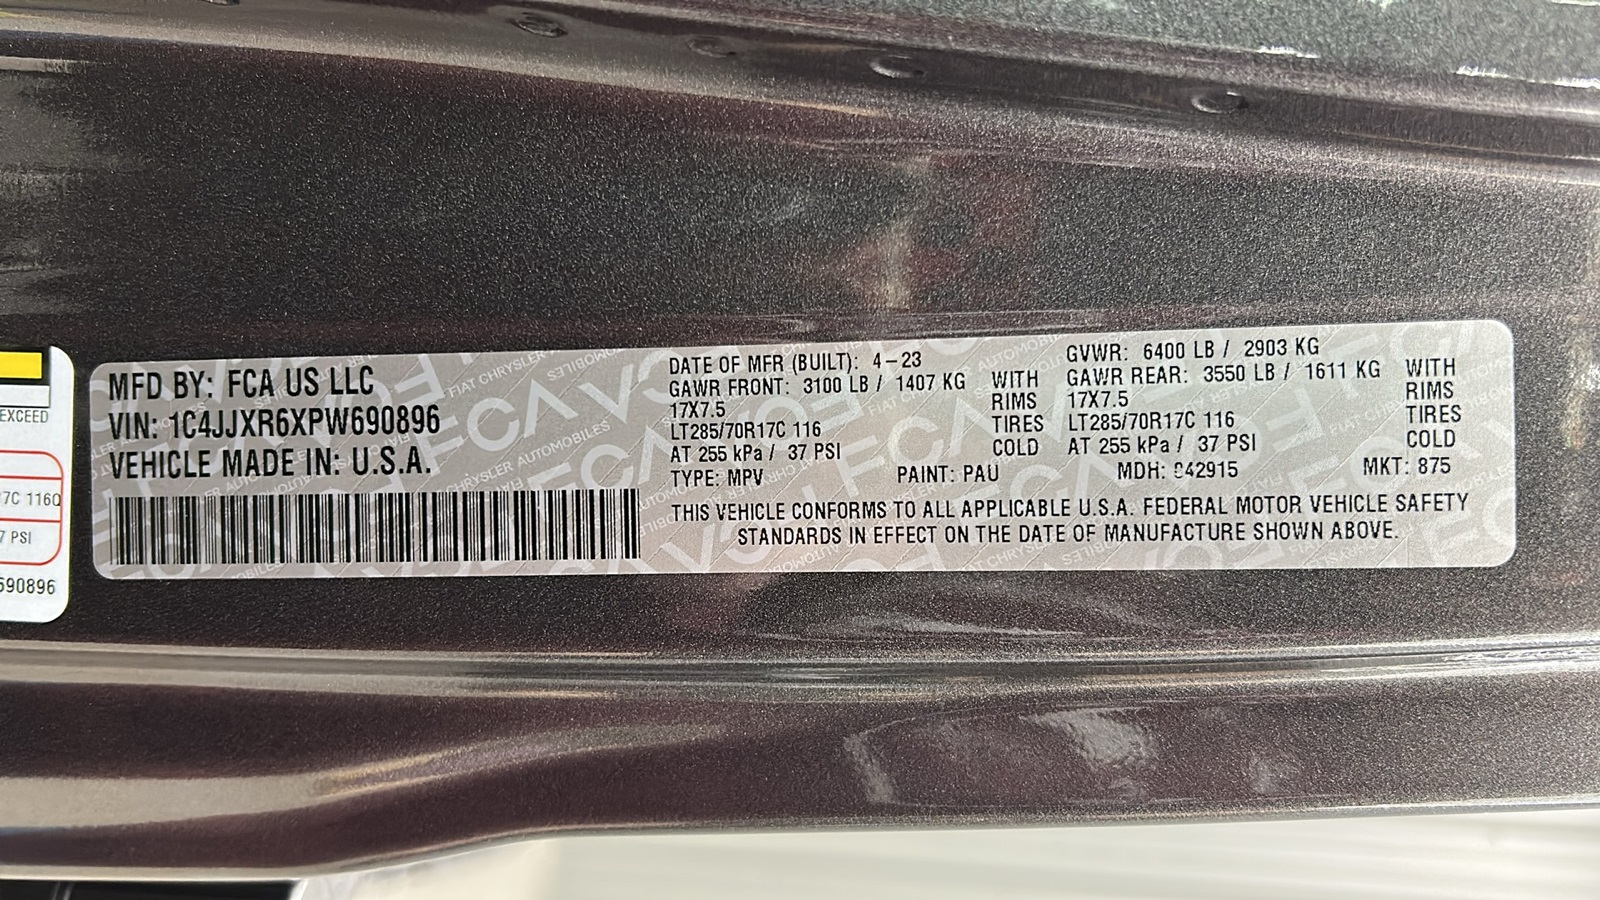 EXCEED
17C 116Q
7 PSI
690896
MFD BY: FCA US LLC
VIN: 1C4JJXR6XPW690896
VEHICLE MADE IN: U.S.A.
DATE OF MFR (BUILT): 4-23
GAWR FRONT: 3100 LB / 1407 KG WITH
17X7.5 RIMS
LT285/70R17C 116 TIRES
AT 255 kPa / 37 PSI COLD
GVWR: 6400 LB / 2903 KG
GAWR REAR: 3550 LB / 1611 KG WITH
17X7.5 RIMS
LT285/70R17C 116 TIRES
AT 255 kPa / 37 PSI COLD
TYPE: MPV PAINT: PAU MDH: 042915 MKT: 875
THIS VEHICLE CONFORMS TO ALL APPLICABLE U.S.A. FEDERAL MOTOR VEHICLE SAFETY
STANDARDS IN EFFECT ON THE DATE OF MANUFACTURE SHOWN ABOVE.